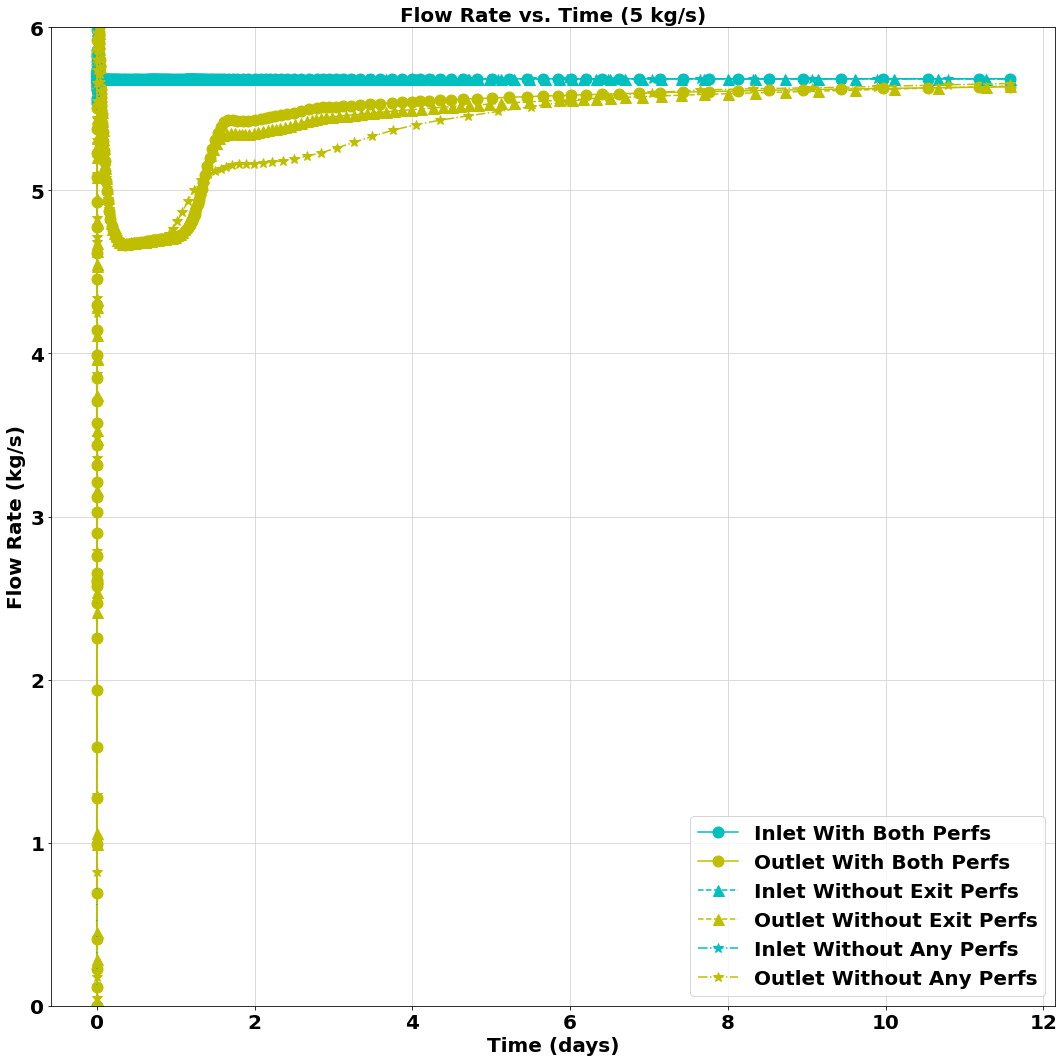 Flow Rate vs. Time (5 kg/s)
Flow Rate (kg/s)
6
5
4
3
2
1
0
0 2 4 6 8 10 12
Time (days)
Inlet With Both Perfs
Outlet With Both Perfs
Inlet Without Exit Perfs
Outlet Without Exit Perfs
Inlet Without Any Perfs
Outlet Without Any Perfs